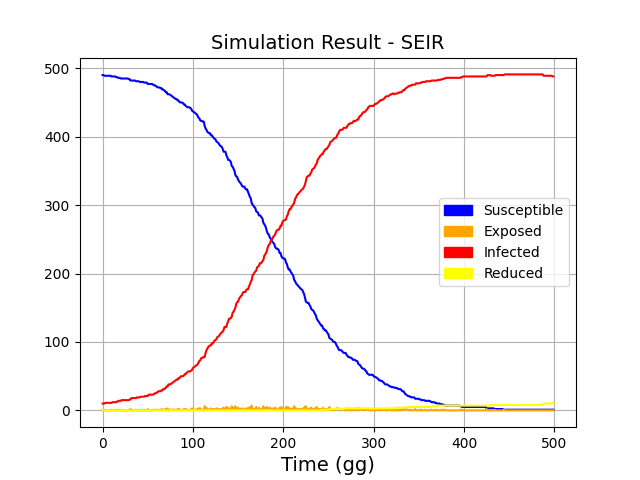 Simulation Result - SEIR
500
400
300
200
100
0
Susceptible
Exposed
Infected
Reduced
0 100 200 300 400 500
Time (gg)